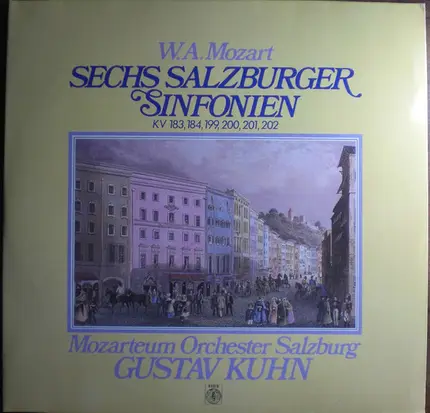 W.A. Mozart
SECHS SALZBURGER
SINFONIEN
KV 183, 184, 199, 200, 201, 202
Mozarteum Orchester Salzburg
GUSTAV KUHN